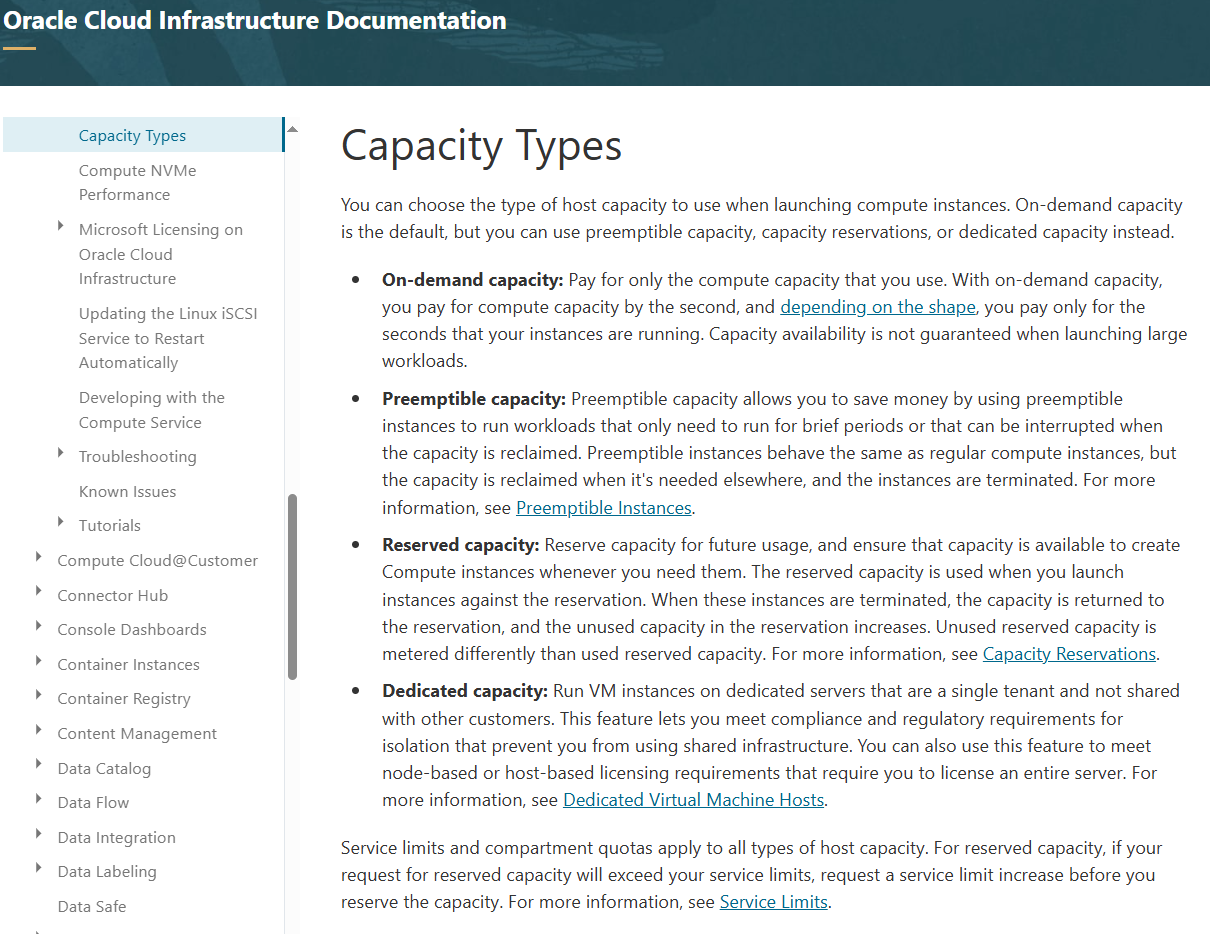 Oracle Cloud Infrastructure Documentation
Capacity Types
Compute NVMe
Performance
Microsoft Licensing on
Oracle Cloud
Infrastructure
Updating the Linux iSCSI
Service to Restart
Automatically
Developing with the
Compute Service
Troubleshooting
Known Issues
Tutorials
Compute Cloud@Customer
Connector Hub
Console Dashboards
Container Instances
Container Registry
Content Management
Data Catalog
Data Flow
Data Integration
Data Labeling
Data Safe
Capacity Types
You can choose the type of host capacity to use when launching compute instances. On-demand capacity
is the default, but you can use preemptible capacity, capacity reservations, or dedicated capacity instead.
• On-demand capacity: Pay for only the compute capacity that you use. With on-demand capacity,
you pay for compute capacity by the second, and depending on the shape, you pay only for the
seconds that your instances are running. Capacity availability is not guaranteed when launching large
workloads.
• Preemptible capacity: Preemptible capacity allows you to save money by using preemptible
instances to run workloads that only need to run for brief periods or that can be interrupted when
the capacity is reclaimed. Preemptible instances behave the same as regular compute instances, but
the capacity is reclaimed when it's needed elsewhere, and the instances are terminated. For more
information, see Preemptible Instances.
• Reserved capacity: Reserve capacity for future usage, and ensure that capacity is available to create
Compute instances whenever you need them. The reserved capacity is used when you launch
instances against the reservation. When these instances are terminated, the capacity is returned to
the reservation, and the unused capacity in the reservation increases. Unused reserved capacity is
metered differently than used reserved capacity. For more information, see Capacity Reservations.
• Dedicated capacity: Run VM instances on dedicated servers that are a single tenant and not shared
with other customers. This feature lets you meet compliance and regulatory requirements for
isolation that prevent you from using shared infrastructure. You can also use this feature to meet
node-based or host-based licensing requirements that require you to license an entire server. For
more information, see Dedicated Virtual Machine Hosts.
Service limits and compartment quotas apply to all types of host capacity. For reserved capacity, if your
request for reserved capacity will exceed your service limits, request a service limit increase before you
reserve the capacity. For more information, see Service Limits.